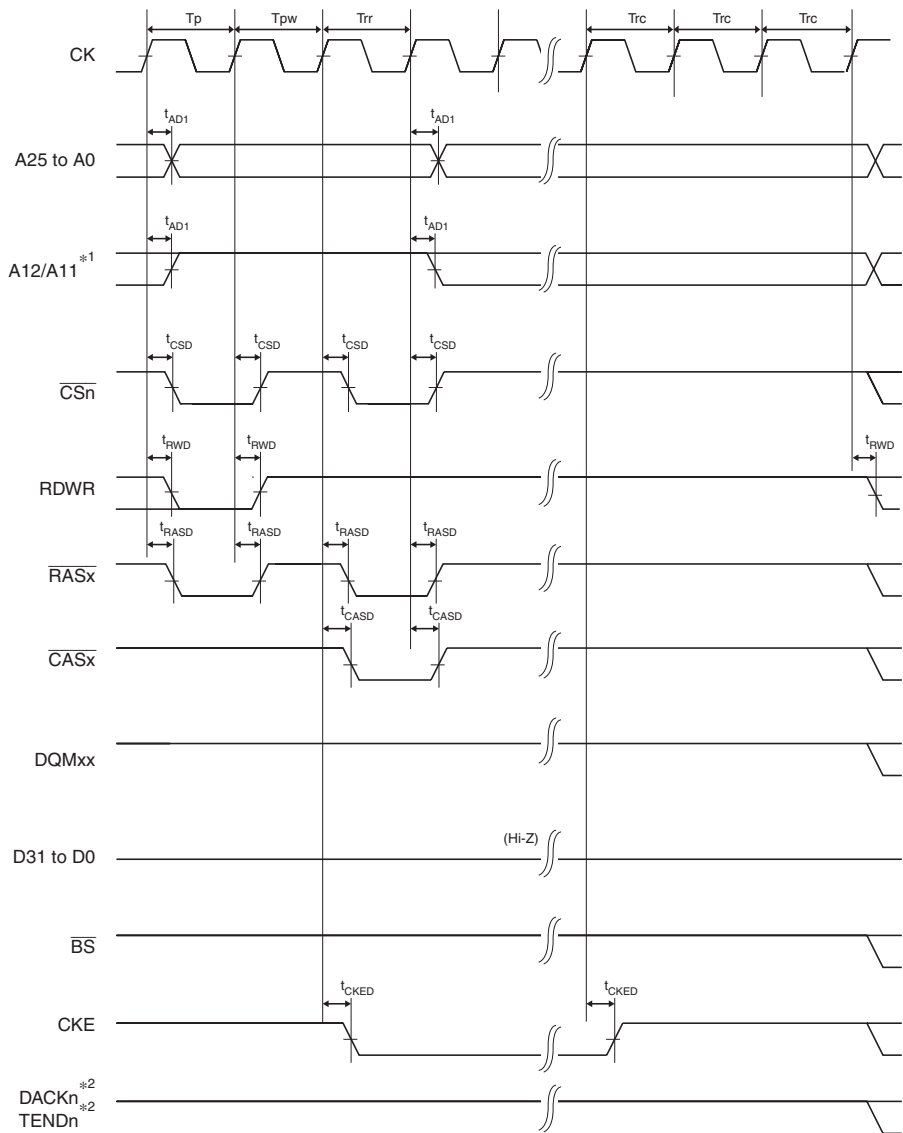 Tp Tpw Trr Trc Trc Trc
CK
tAD1 tAD1
A25 to A0
tAD1 tAD1
A12/A11*1
tCSD tCSD tCSD tCSD
CSn
tRWD tRWD tRWD
RDWR
tRASD tRASD tRASD tRASD
RASx
tCASD tCASD
CASx
DQMxx
(Hi-Z)
D31 to D0
BS
tCKED tCKED
CKE
DACKn*2
TENDn*2